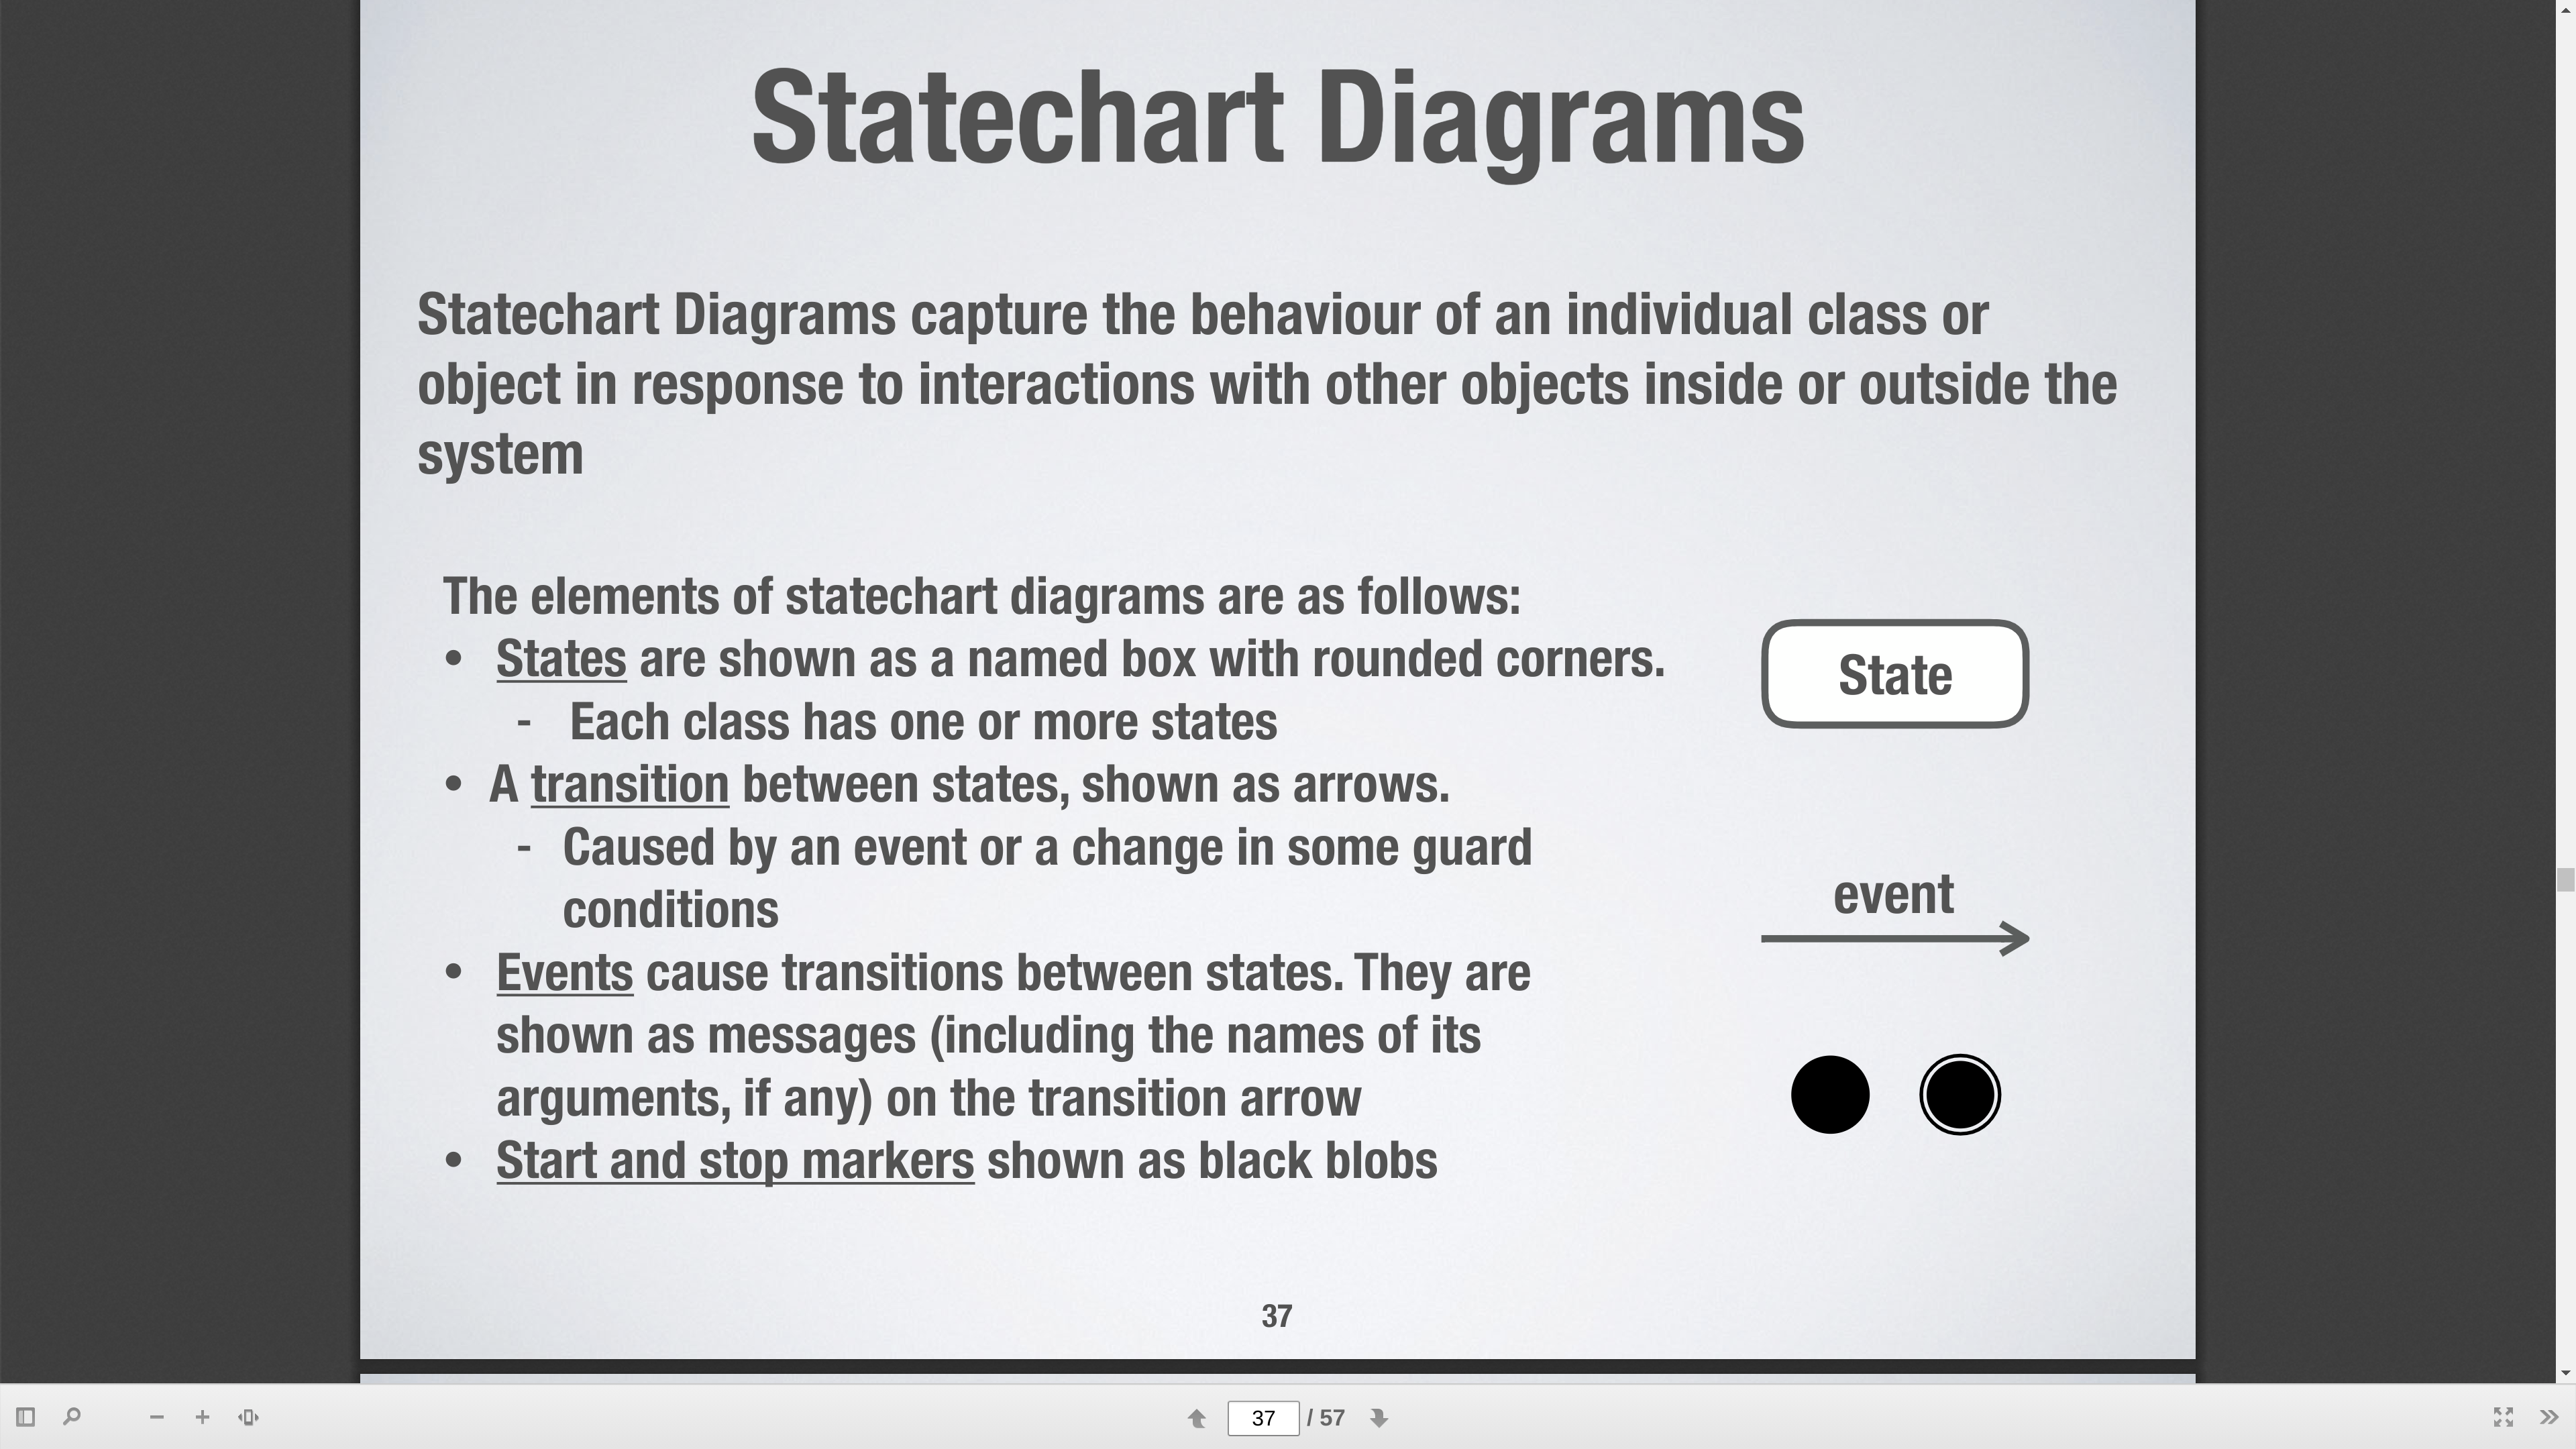 Statechart Diagrams
Statechart Diagrams capture the behaviour of an individual class or
object in response to interactions with other objects inside or outside the
system
The elements of statechart diagrams are as follows:
• States are shown as a named box with rounded corners.
- Each class has one or more states
• A transition between states, shown as arrows.
- Caused by an event or a change in some guard
conditions
• Events cause transitions between states. They are
shown as messages (including the names of its
arguments, if any) on the transition arrow
• Start and stop markers shown as black blobs
State
event
37
37 / 57